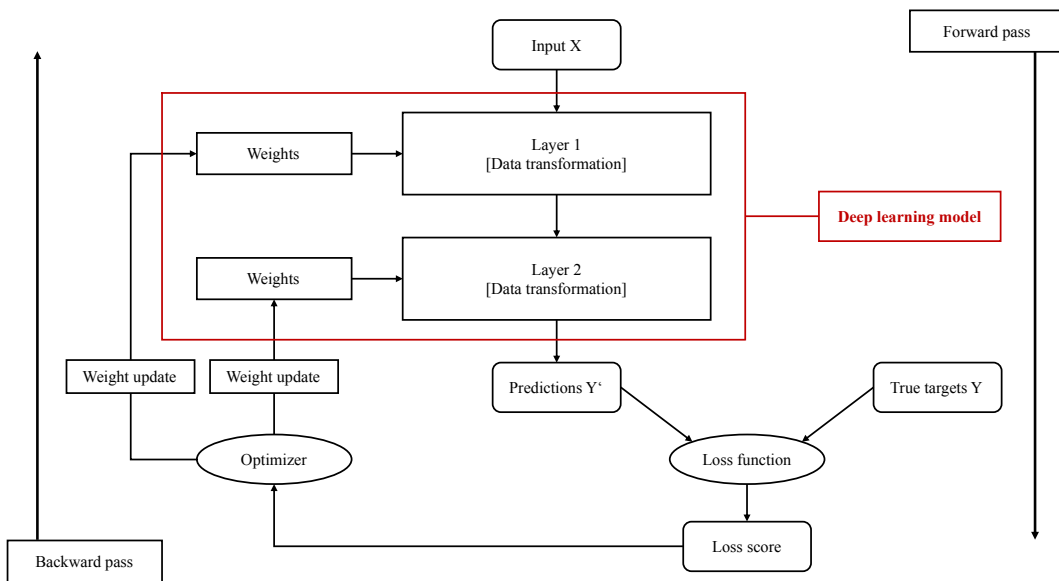 Input X
Forward pass
Weights
Layer 1
[Data transformation]
Deep learning model
Weights
Layer 2
[Data transformation]
Weight update
Weight update
Predictions Y‘
True targets Y
Optimizer
Loss function
Loss score
Backward pass